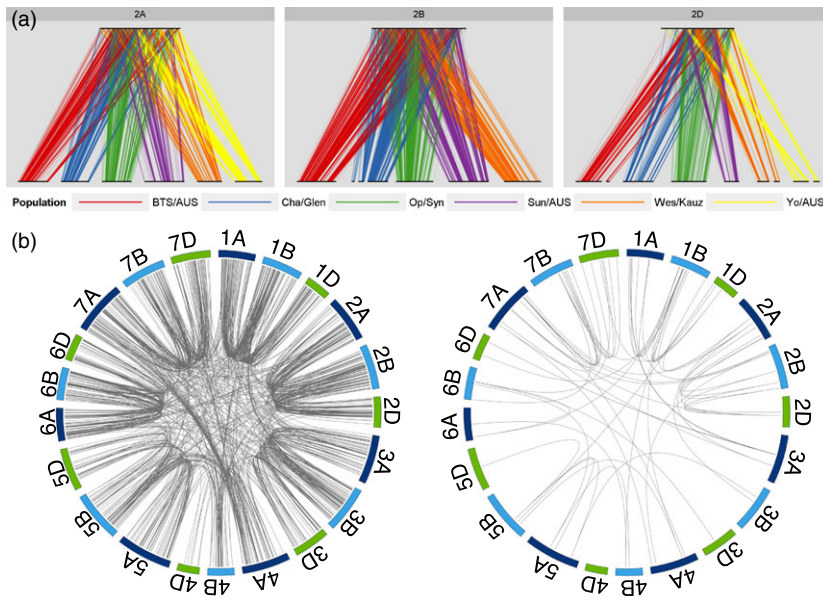 (a)
2A 2B 2D
Population BTS/AUS Cha/Glen Op/Syn Sun/AUS Wes/Kauz Yo/AUS
(b)
1A
1B
1D
2A
2B
2D
3A
3B
3D
4A
4B
4D
5A
5B
5D
6A
6B
6D
7A
7B
7D
1A
1B
1D
2A
2B
2D
3A
3B
3D
4A
4B
4D
5A
5B
5D
6A
6B
6D
7A
7B
7D